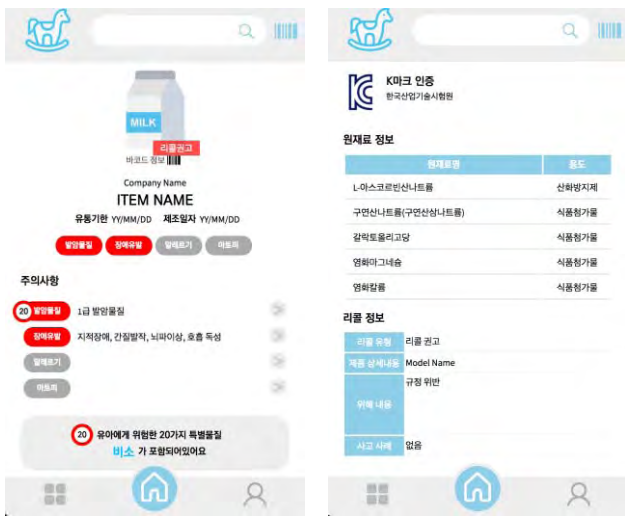 MILK
리콜권고
바코드 정보
Company Name
ITEM NAME
유통기한 YY/MM/DD 제조일자 YY/MM/DD
발암물질 장애유발 알레르기 아토피
주의사항
20 발암물질 1급 발암물질
장애유발 지적장애, 간질발작, 뇌파이상, 호흡 독성
알레르기
아토피
20 유아에게 위험한 20가지 특별물질
비소 가 포함되어있어요
K마크 인증
한국산업기술시험원
원재료 정보
원재료명 용도
L-아스코르빈산나트륨 산화방지제
구연산나트륨(구연산삼나트륨) 식품첨가물
갈락토올리고당 식품첨가물
염화마그네슘 식품첨가물
염화칼륨 식품첨가물
리콜 정보
리콜 유형 리콜 권고
제품 상세내용 Model Name
위해 내용 규정 위반
사고 사례 없음